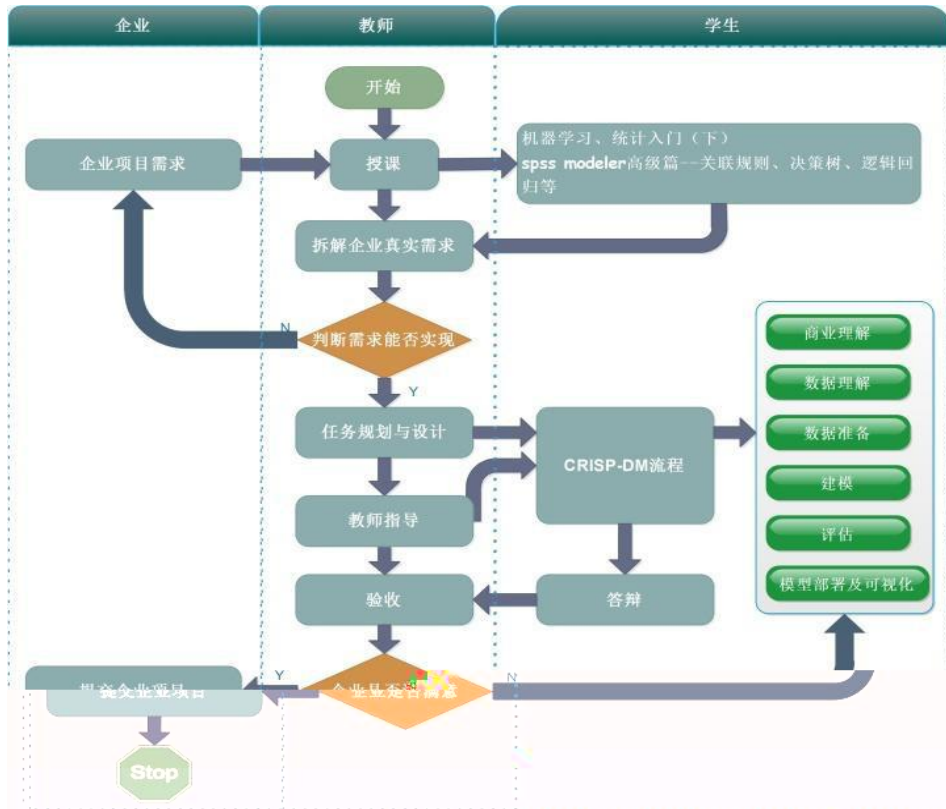 企业
教师
学生
开始
企业项目需求
授课
机器学习、统计入门（下）
spss modeler高级篇--关联规则、决策树、逻辑回
归等
拆解企业真实需求
N
判断需求能否实现
Y
商业理解
数据理解
任务规划与设计
数据准备
CRISP-DM流程
建模
教师指导
评估
验收
答辩
模型部署及可视化
Y
N
Stop